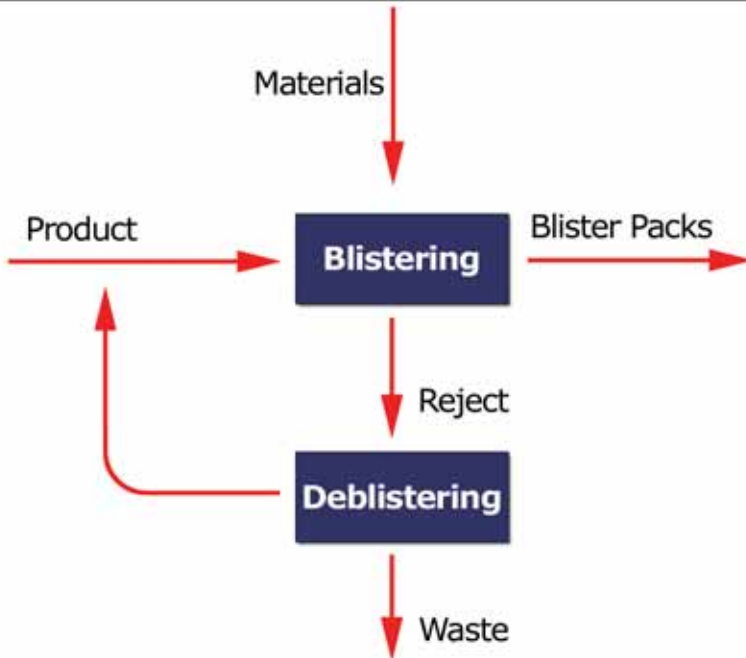 Materials
Product
Blister Packs
Blistering
Reject
Deblistering
Waste